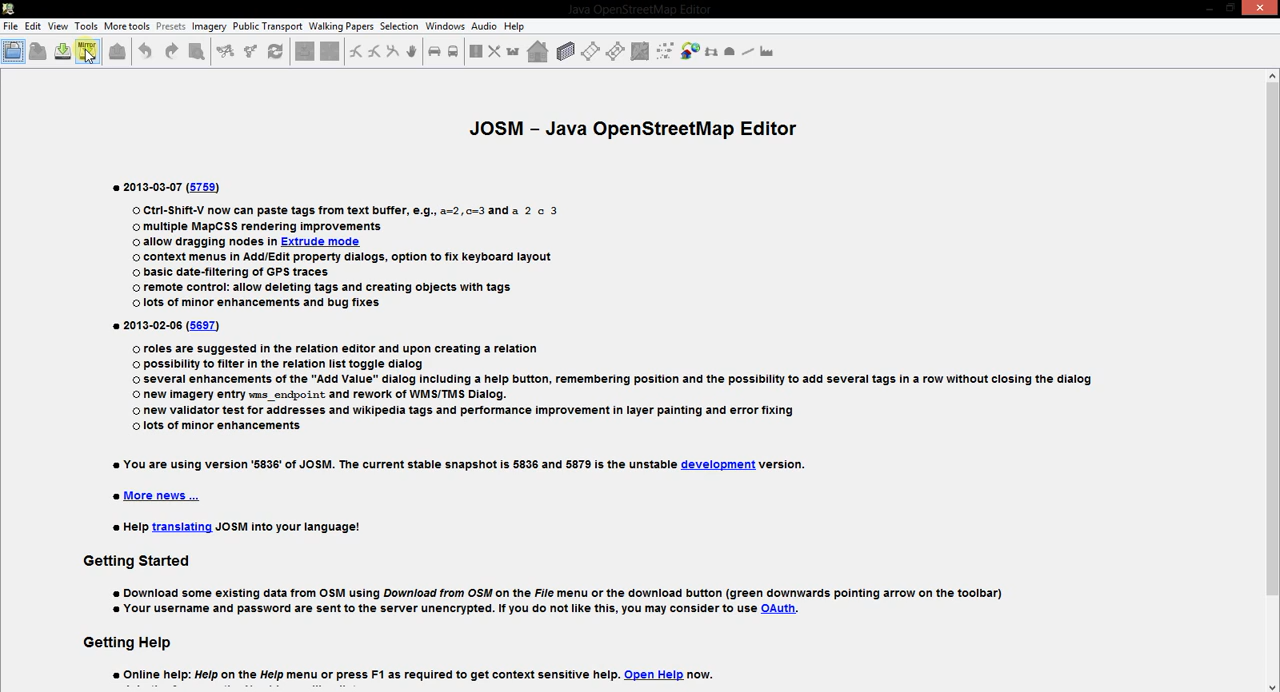 Java OpenStreetMap Editor
File Edit View Tools More tools Presets Imagery Public Transport Walking Papers Selection Windows Audio Help
Mirror
JOSM – Java OpenStreetMap Editor
2013-03-07 (5759)
Ctrl-Shift-V now can paste tags from text buffer, e.g., a=2,c=3 and a 2 c 3
multiple MapCSS rendering improvements
allow dragging nodes in Extrude mode
context menus in Add/Edit property dialogs, option to fix keyboard layout
basic date-filtering of GPS traces
remote control: allow deleting tags and creating objects with tags
lots of minor enhancements and bug fixes
2013-02-06 (5697)
roles are suggested in the relation editor and upon creating a relation
possibility to filter in the relation list toggle dialog
several enhancements of the "Add Value" dialog including a help button, remembering position and the possibility to add several tags in a row without closing the dialog
new imagery entry wms_endpoint and rework of WMS/TMS Dialog.
new validator test for addresses and wikipedia tags and performance improvement in layer painting and error fixing
lots of minor enhancements
You are using version '5836' of JOSM. The current stable snapshot is 5836 and 5879 is the unstable development version.
More news ...
Help translating JOSM into your language!
Getting Started
Download some existing data from OSM using Download from OSM on the File menu or the download button (green downwards pointing arrow on the toolbar)
Your username and password are sent to the server unencrypted. If you do not like this, you may consider to use OAuth.
Getting Help
Online help: Help on the Help menu or press F1 as required to get context sensitive help. Open Help now.